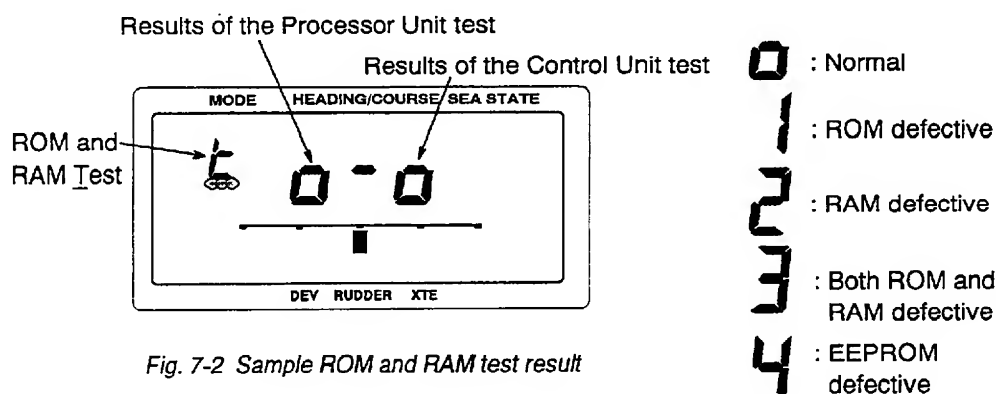 Results of the Processor Unit test
Results of the Control Unit test
MODE HEADING/COURSE/SEA STATE
ROM and
RAM Test
t 0-0
DEV RUDDER XTE
Fig. 7-2 Sample ROM and RAM test result
0 : Normal
1 : ROM defective
2 : RAM defective
3 : Both ROM and
RAM defective
4 : EEPROM
defective